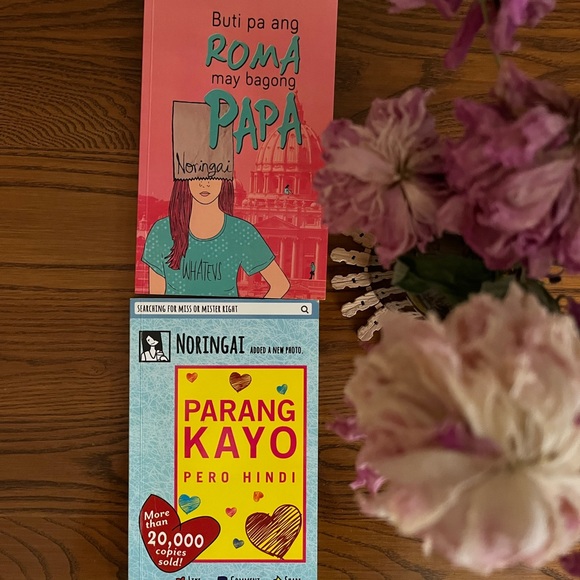 Buti pa ang
ROMA
may bagong
PAPA
Noringai
WHATEVS
SEARCHING FOR MISS OR MISTER RIGHT
NORINGAI ADDED A NEW PHOTO.
PARANG
KAYO
PERO HINDI
More
than
20,000
copies
sold!